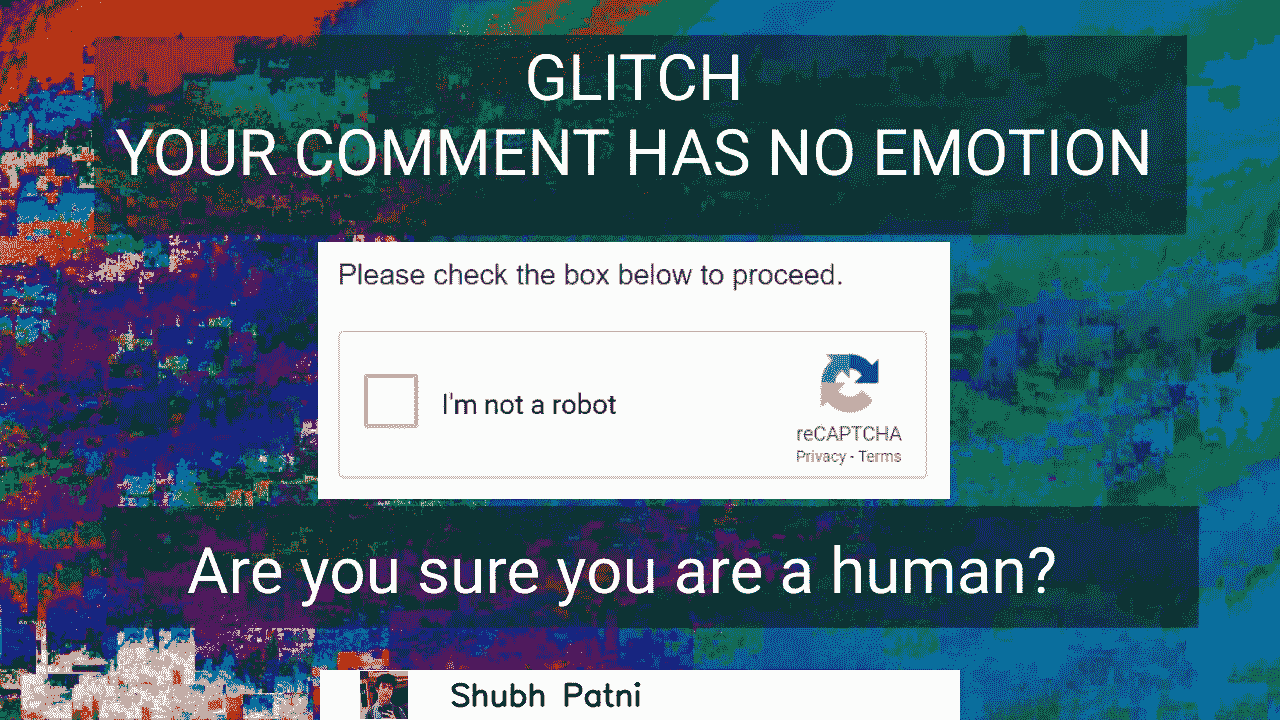 GLITCH
YOUR COMMENT HAS NO EMOTION
Please check the box below to proceed.
I'm not a robot
reCAPTCHA
Privacy - Terms
Are you sure you are a human?
Shubh Patni